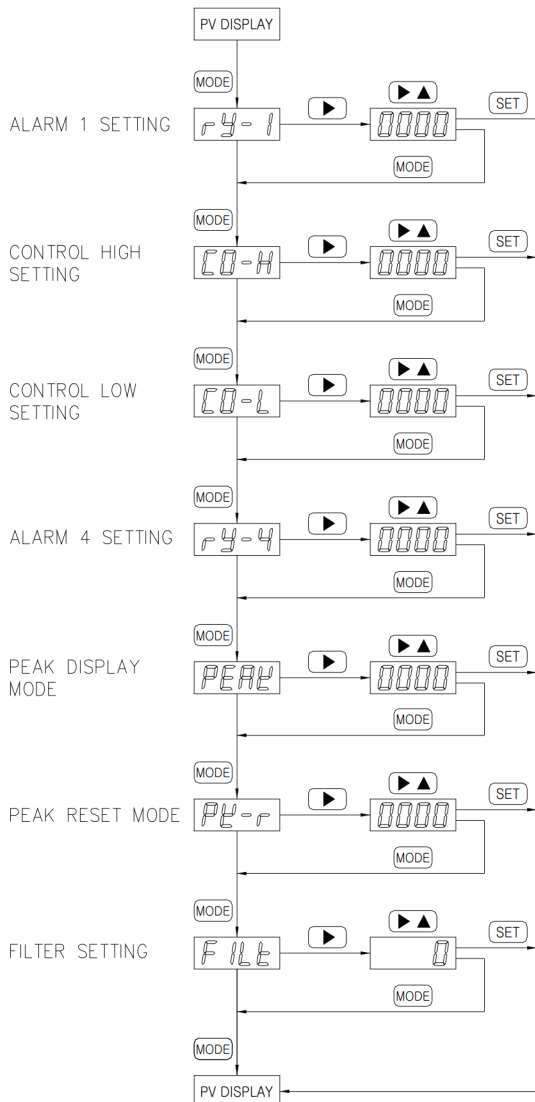 PV DISPLAY
MODE
▶ ▲
SET
ALARM 1 SETTING
rY-1
▶
0000
MODE
MODE
▶ ▲
SET
CONTROL HIGH
SETTING
CO-H
▶
0000
MODE
MODE
▶ ▲
SET
CONTROL LOW
SETTING
CO-L
▶
0000
MODE
MODE
▶ ▲
SET
ALARM 4 SETTING
rY-4
▶
0000
MODE
MODE
▶ ▲
SET
PEAK DISPLAY
MODE
PEAK
▶
0000
MODE
MODE
▶ ▲
SET
PEAK RESET MODE
PK-r
▶
0000
MODE
MODE
▶ ▲
SET
FILTER SETTING
FILt
▶
0
MODE
MODE
PV DISPLAY